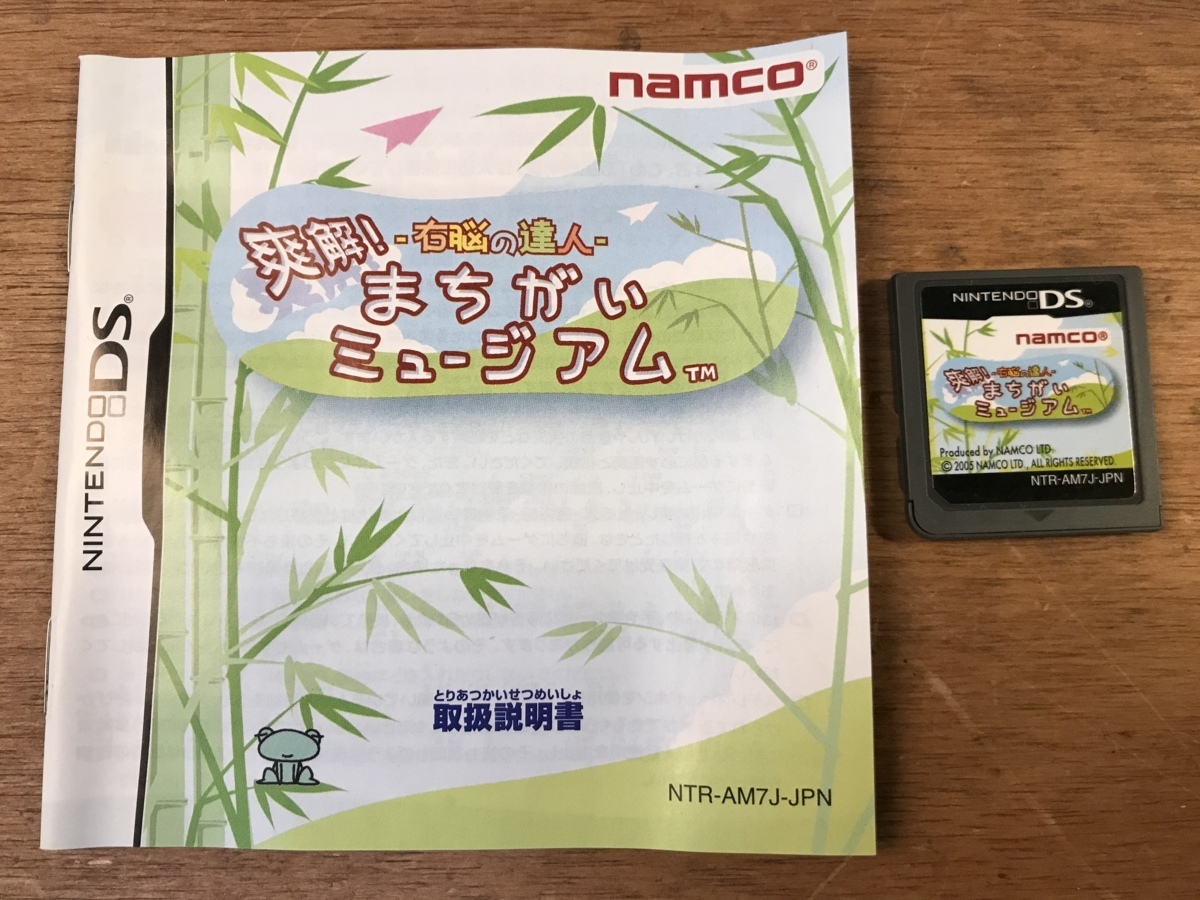 namco®
爽解!
-右脳の達人-
まちがい
ミュージアム™
NINTENDO DS®
とりあつかいせつめいしょ
取扱説明書
NTR-AM7J-JPN
NINTENDO DS®
namco®
爽解!
-右脳の達人-
まちがい
ミュージアム™
Produced by NAMCO LTD.
© 2005 NAMCO LTD., ALL RIGHTS RESERVED.
NTR-AM7J-JPN